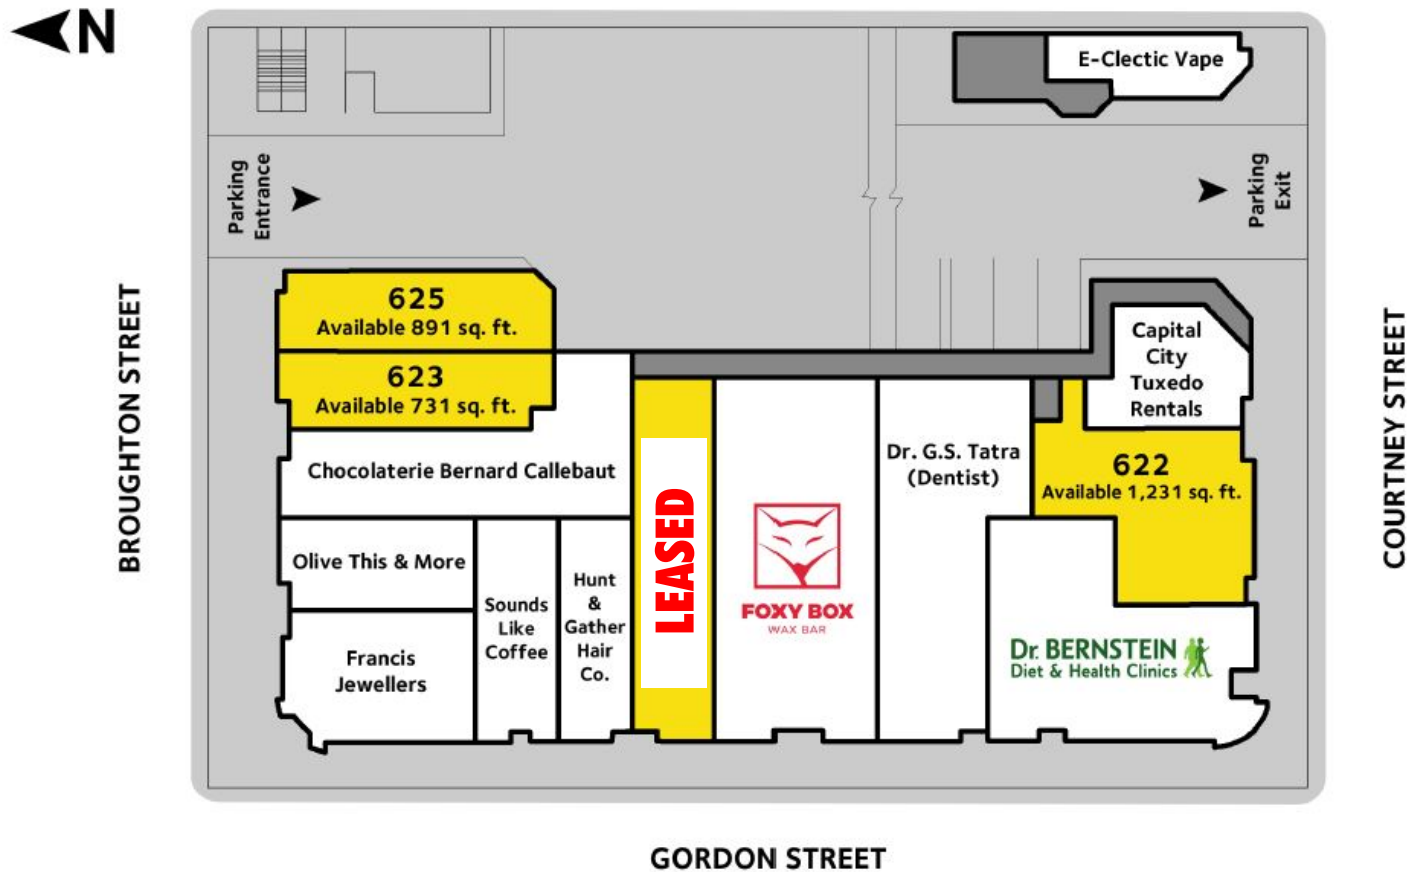 N
E-Clectic Vape
Parking
Entrance
Parking
Exit
BROUGHTON STREET
625
Available 891 sq. ft.
623
Available 731 sq. ft.
Chocolaterie Bernard Callebaut
Olive This & More
Francis
Jewellers
Sounds
Like
Coffee
Hunt
&
Gather
Hair
Co.
LEASED
FOXY BOX
WAX BAR
Dr. G.S. Tatra
(Dentist)
Capital
City
Tuxedo
Rentals
622
Available 1,231 sq. ft.
Dr. BERNSTEIN
Diet & Health Clinics
COURTNEY STREET
GORDON STREET